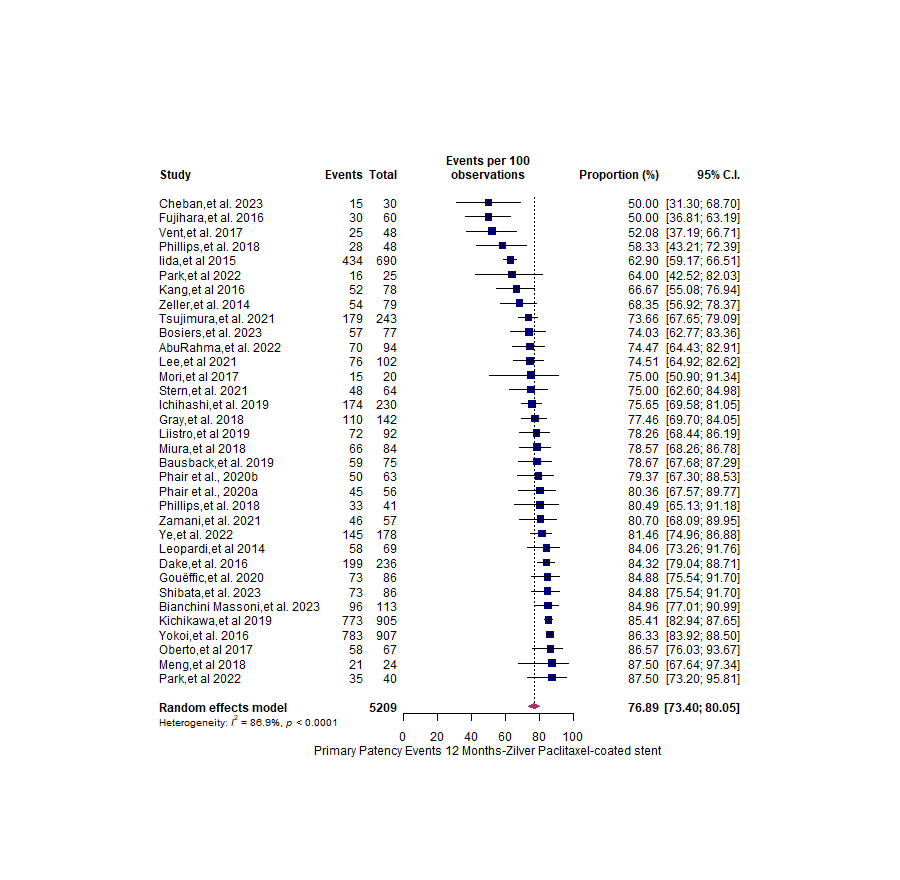 Events per 100
Study Events Total observations Proportion (%) 95% C.I.
Cheban,et al. 2023 15 30 50.00 [31.30; 68.70]
Fujihara,et al. 2016 30 60 50.00 [36.81; 63.19]
Vent,et al. 2017 25 48 52.08 [37.19; 66.71]
Phillips,et al. 2018 28 48 58.33 [43.21; 72.39]
Iida,et al 2015 434 690 62.90 [59.17; 66.51]
Park,et al 2022 16 25 64.00 [42.52; 82.03]
Kang,et al 2016 52 78 66.67 [55.08; 76.94]
Zeller,et al. 2014 54 79 68.35 [56.92; 78.37]
Tsujimura,et al. 2021 179 243 73.66 [67.65; 79.09]
Bosiers,et al. 2023 57 77 74.03 [62.77; 83.36]
AbuRahma,et al. 2022 70 94 74.47 [64.43; 82.91]
Lee,et al 2021 76 102 74.51 [64.92; 82.62]
Mori,et al 2017 15 20 75.00 [50.90; 91.34]
Stern,et al. 2021 48 64 75.00 [62.60; 84.98]
Ichihashi,et al. 2019 174 230 75.65 [69.58; 81.05]
Gray,et al. 2018 110 142 77.46 [69.70; 84.05]
Liistro,et al 2019 72 92 78.26 [68.44; 86.19]
Miura,et al 2018 66 84 78.57 [68.26; 86.78]
Bausback,et al. 2019 59 75 78.67 [67.68; 87.29]
Phair et al., 2020b 50 63 79.37 [67.30; 88.53]
Phair et al., 2020a 45 56 80.36 [67.57; 89.77]
Phillips,et al. 2018 33 41 80.49 [65.13; 91.18]
Zamani,et al. 2021 46 57 80.70 [68.09; 89.95]
Ye,et al. 2022 145 178 81.46 [74.96; 86.88]
Leopardi,et al 2014 58 69 84.06 [73.26; 91.76]
Dake,et al. 2016 199 236 84.32 [79.04; 88.71]
Gouëffic,et al. 2020 73 86 84.88 [75.54; 91.70]
Shibata,et al. 2023 73 86 84.88 [75.54; 91.70]
Bianchini Massoni,et al. 2023 96 113 84.96 [77.01; 90.99]
Kichikawa,et al 2019 773 905 85.41 [82.94; 87.65]
Yokoi,et al. 2016 783 907 86.33 [83.92; 88.50]
Oberto,et al 2017 58 67 86.57 [76.03; 93.67]
Meng,et al 2018 21 24 87.50 [67.64; 97.34]
Park,et al 2022 35 40 87.50 [73.20; 95.81]
Random effects model 5209 76.89 [73.40; 80.05]
Heterogeneity: I² = 86.9%, p < 0.0001
0 20 40 60 80 100
Primary Patency Events 12 Months-Zilver Paclitaxel-coated stent